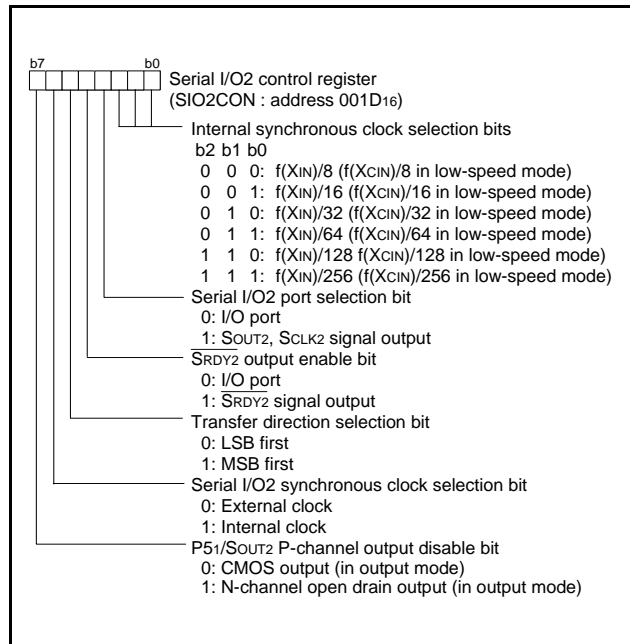 b7 b0
Serial I/O2 control register
(SIO2CON : address 001D16)
Internal synchronous clock selection bits
b2 b1 b0
0 0 0: f(XIN)/8 (f(XCIN)/8 in low-speed mode)
0 0 1: f(XIN)/16 (f(XCIN)/16 in low-speed mode)
0 1 0: f(XIN)/32 (f(XCIN)/32 in low-speed mode)
0 1 1: f(XIN)/64 (f(XCIN)/64 in low-speed mode)
1 1 0: f(XIN)/128 f(XCIN)/128 in low-speed mode)
1 1 1: f(XIN)/256 (f(XCIN)/256 in low-speed mode)
Serial I/O2 port selection bit
0: I/O port
1: SOUT2, SCLK2 signal output
SRDY2 output enable bit
0: I/O port
1: SRDY2 signal output
Transfer direction selection bit
0: LSB first
1: MSB first
Serial I/O2 synchronous clock selection bit
0: External clock
1: Internal clock
P51/SOUT2 P-channel output disable bit
0: CMOS output (in output mode)
1: N-channel open drain output (in output mode)